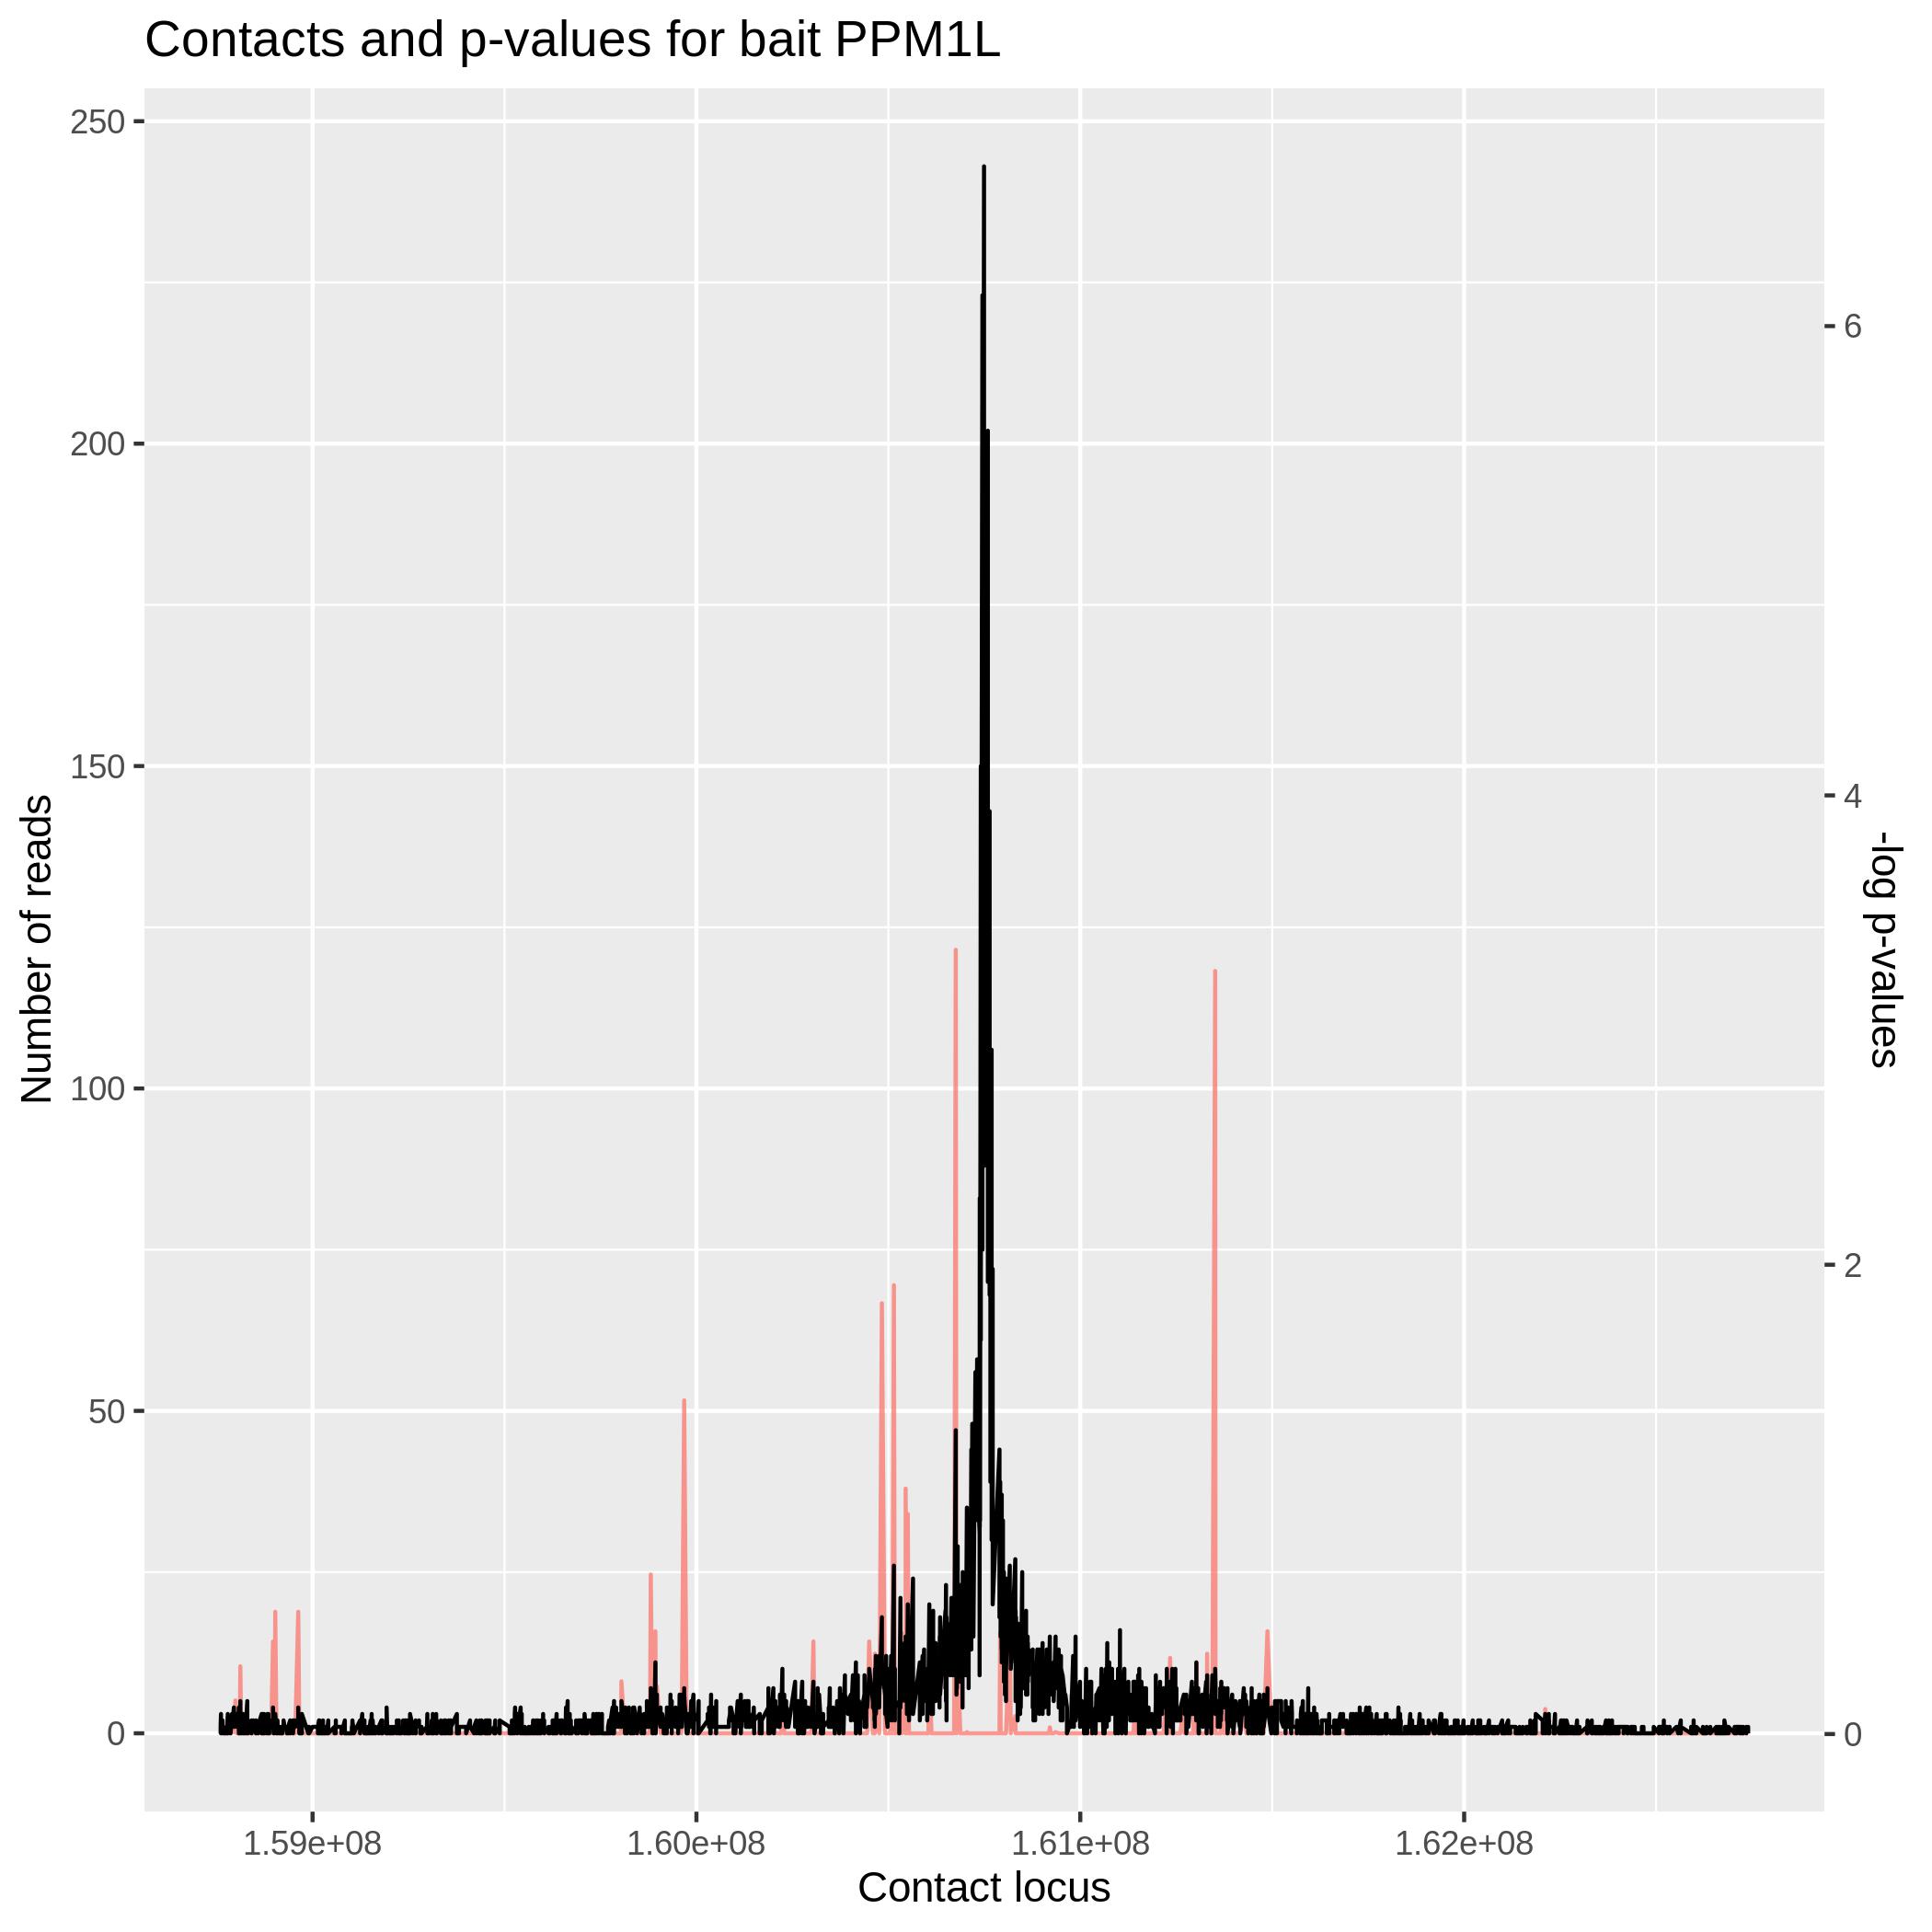 Contacts and p-values for bait PPM1L
250
200
150
100
50
0
Number of reads
6
4
2
0
-log p-values
1.59e+08
1.60e+08
1.61e+08
1.62e+08
Contact locus